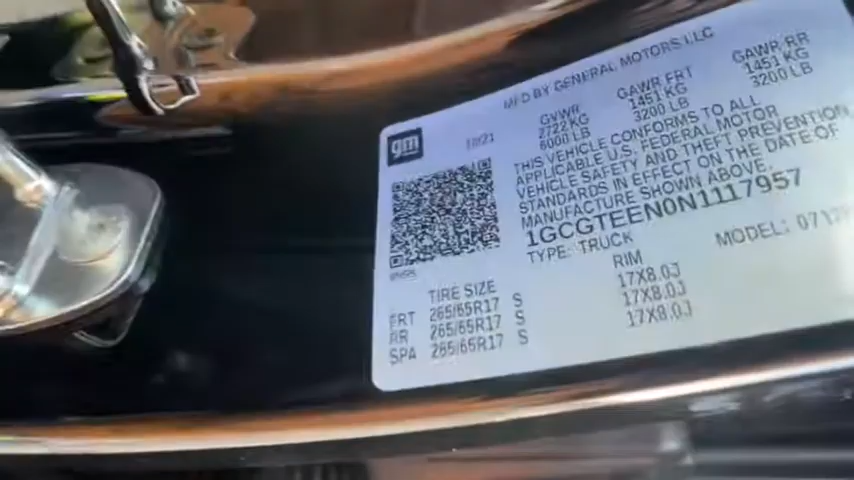 gm
MFD BY GENERAL MOTORS LLC
GVWR GAWR FRT GAWR RR
2722 KG 1451 KG 1451 KG
6000 LB 3200 LB 3200 LB
THIS VEHICLE CONFORMS TO ALL
APPLICABLE U.S. FEDERAL MOTOR
VEHICLE SAFETY AND THEFT PREVENTION
STANDARDS IN EFFECT ON THE DATE OF
MANUFACTURE SHOWN ABOVE.
1GCGTEEN0N1117957
TYPE: TRUCK MODEL:
TIRE SIZE RIM
FRT 265/65R17 S 17X8.0J
RR 265/65R17 S 17X8.0J
SPA 265/65R17 S 17X8.0J